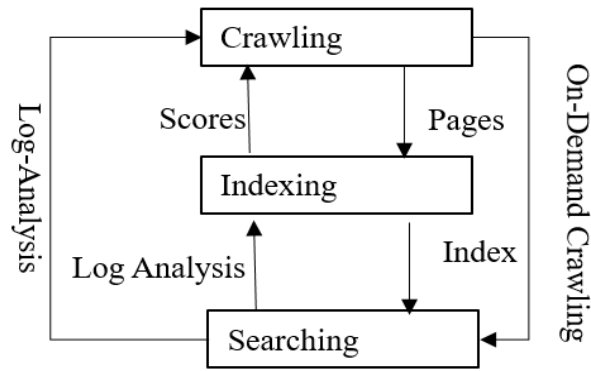 Crawling
Scores
Pages
Log-Analysis
On-Demand Crawling
Indexing
Log Analysis
Index
Searching